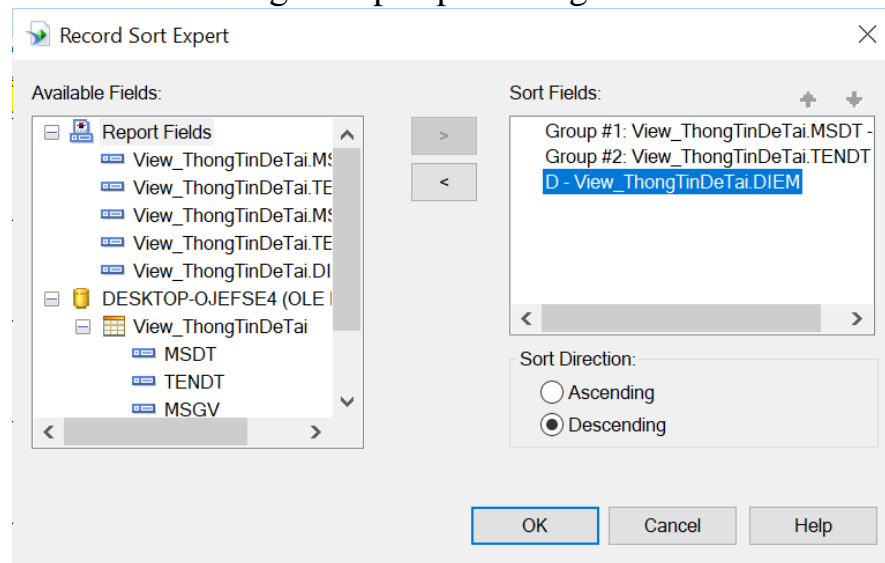 Record Sort Expert
Available Fields:
Report Fields
View_ThongTinDeTai.MS
View_ThongTinDeTai.TE
View_ThongTinDeTai.MS
View_ThongTinDeTai.TE
View_ThongTinDeTai.DI
DESKTOP-OJEFSE4 (OLE
View_ThongTinDeTai
MSDT
TENDT
MSGV
>
<
Sort Fields:
Group #1: View_ThongTinDeTai.MSDT -
Group #2: View_ThongTinDeTai.TENDT
D - View_ThongTinDeTai.DIEM
Sort Direction:
Ascending
Descending
OK Cancel Help